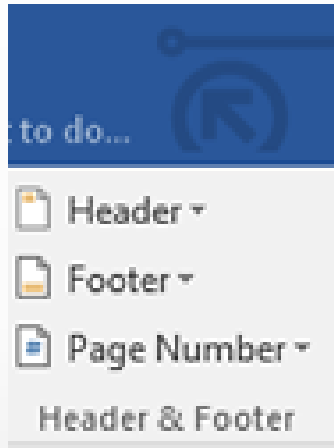 to do...
Header
Footer
Page Number
Header & Footer